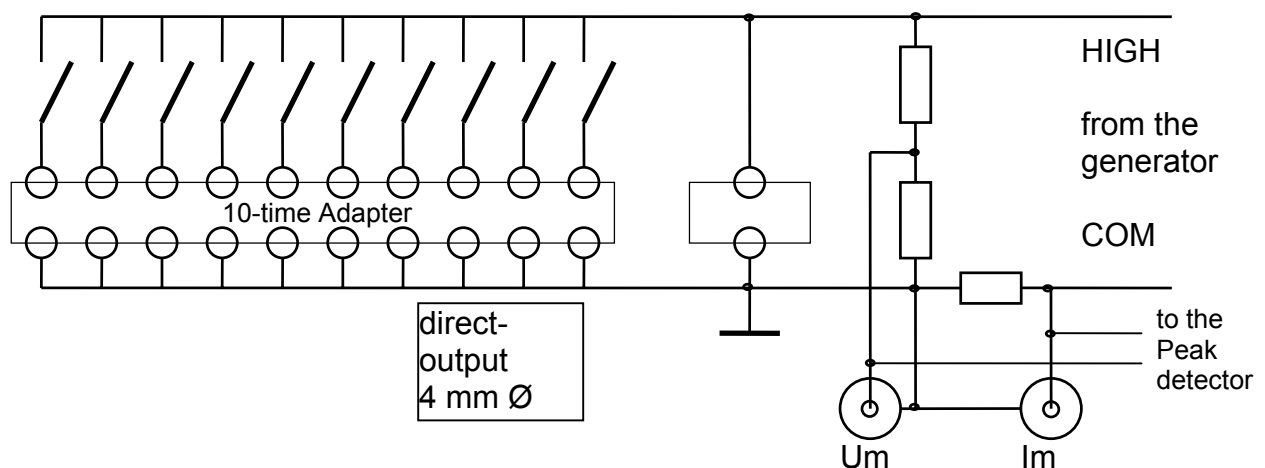 HIGH
from the
generator
10-time Adapter
COM
direct-
output
4 mm Ø
to the
Peak
detector
Um
Im